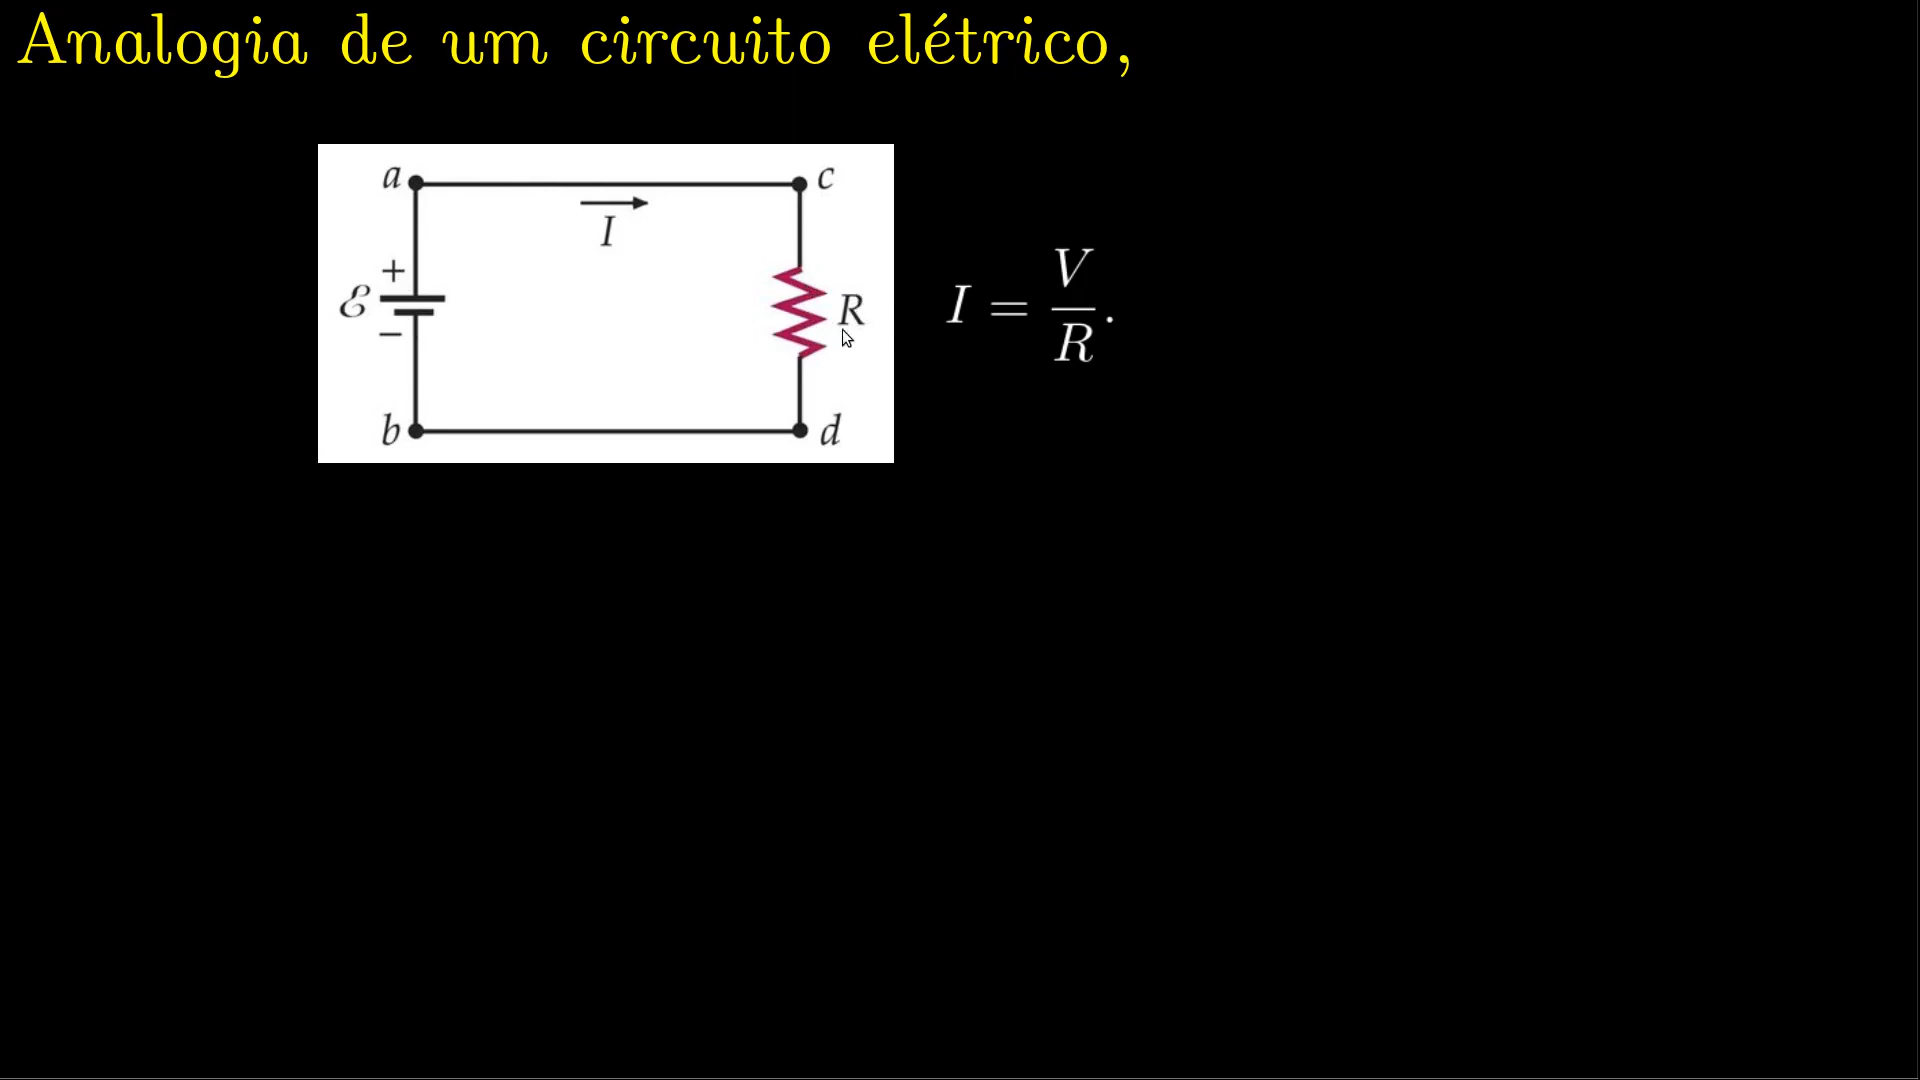 Analogia de um circuito elétrico,
a
c
I
+
ℰ
R
−
b
d
I = V/R.